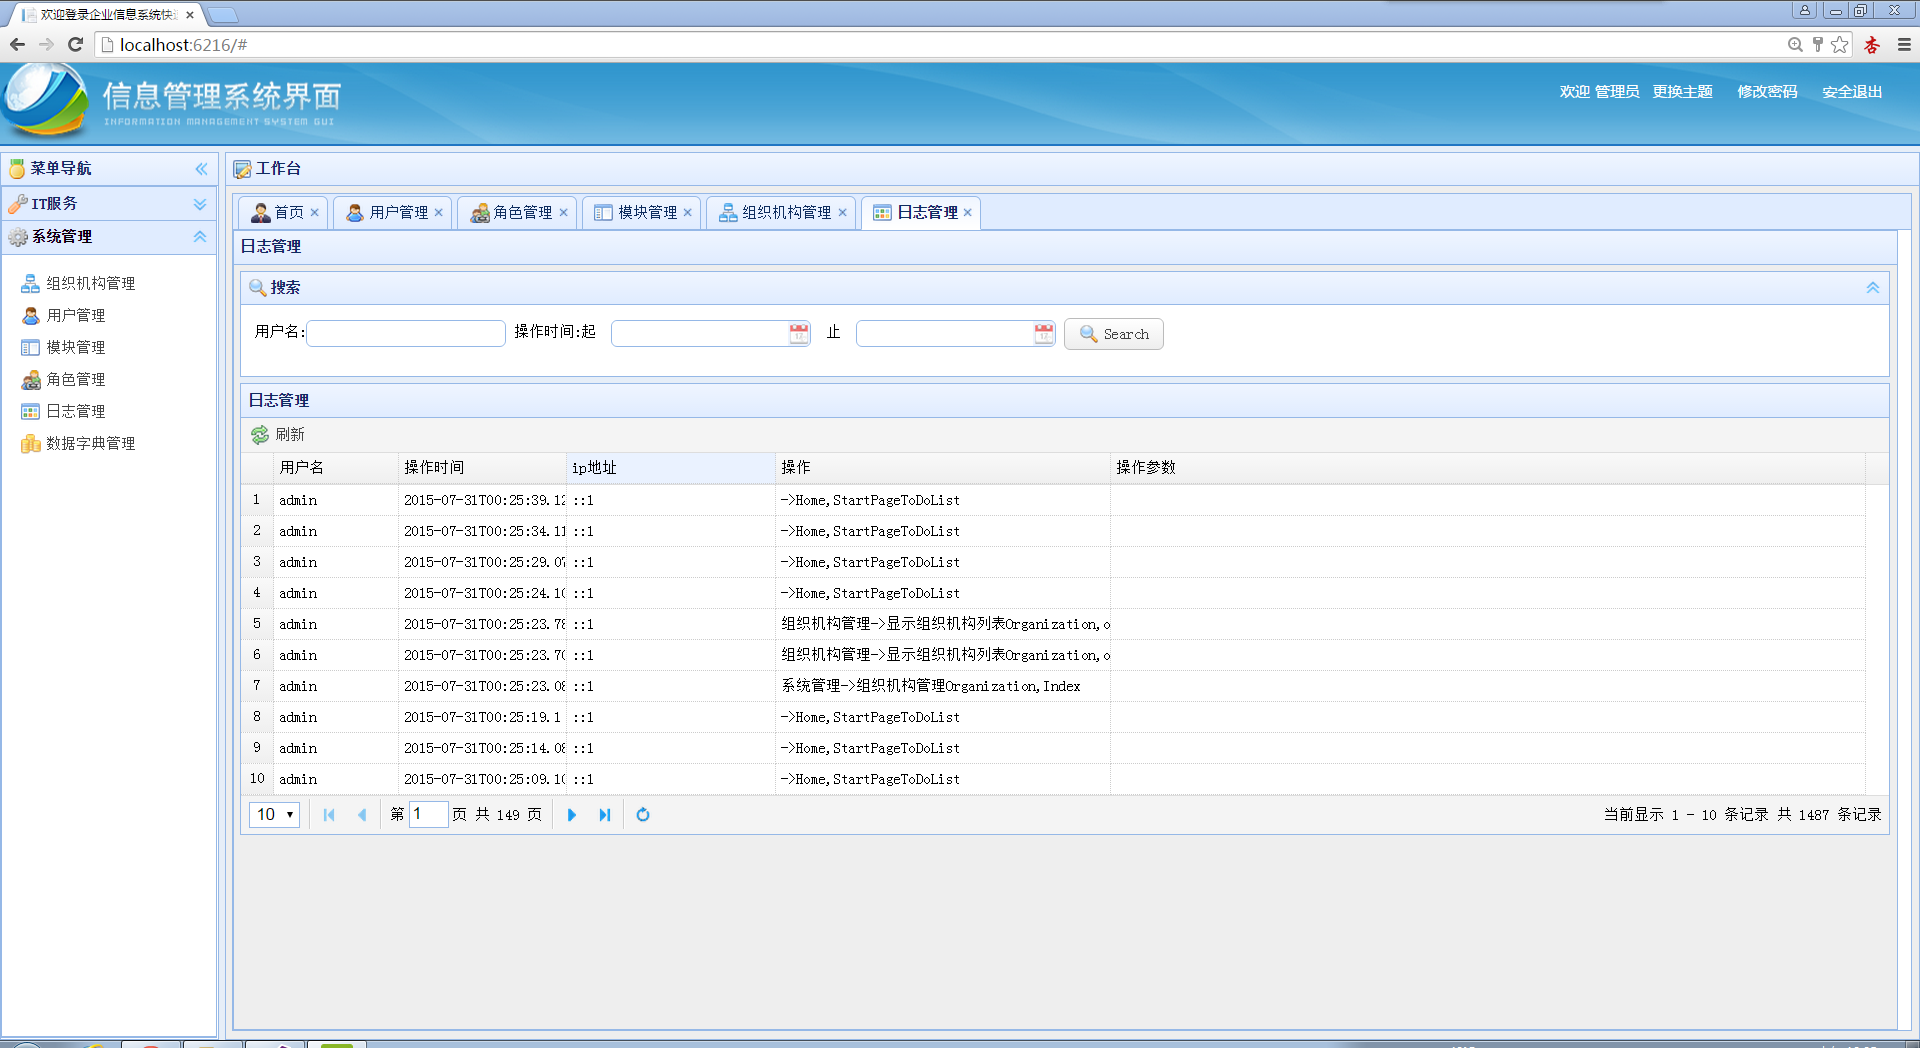 欢迎登录企业信息系统快
localhost:6216/#
信息管理系统界面
INFORMATION MANAGEMENT SYSTEM GUI
欢迎 管理员 更换主题 修改密码 安全退出
菜单导航
IT服务
系统管理
组织机构管理
用户管理
模块管理
角色管理
日志管理
数据字典管理
工作台
首页 用户管理 角色管理 模块管理 组织机构管理 日志管理
日志管理
搜索
用户名: 操作时间:起 止 Search
日志管理
刷新
用户名 操作时间 ip地址 操作 操作参数
1 admin 2015-07-31T00:25:39.12 ::1 ->Home,StartPageToDoList
2 admin 2015-07-31T00:25:34.11 ::1 ->Home,StartPageToDoList
3 admin 2015-07-31T00:25:29.07 ::1 ->Home,StartPageToDoList
4 admin 2015-07-31T00:25:24.10 ::1 ->Home,StartPageToDoList
5 admin 2015-07-31T00:25:23.78 ::1 组织机构管理->显示组织机构列表Organization,o
6 admin 2015-07-31T00:25:23.70 ::1 组织机构管理->显示组织机构列表Organization,o
7 admin 2015-07-31T00:25:23.08 ::1 系统管理->组织机构管理Organization,Index
8 admin 2015-07-31T00:25:19.1 ::1 ->Home,StartPageToDoList
9 admin 2015-07-31T00:25:14.08 ::1 ->Home,StartPageToDoList
10 admin 2015-07-31T00:25:09.10 ::1 ->Home,StartPageToDoList
10 第 1 页 共 149 页 当前显示 1 - 10 条记录 共 1487 条记录